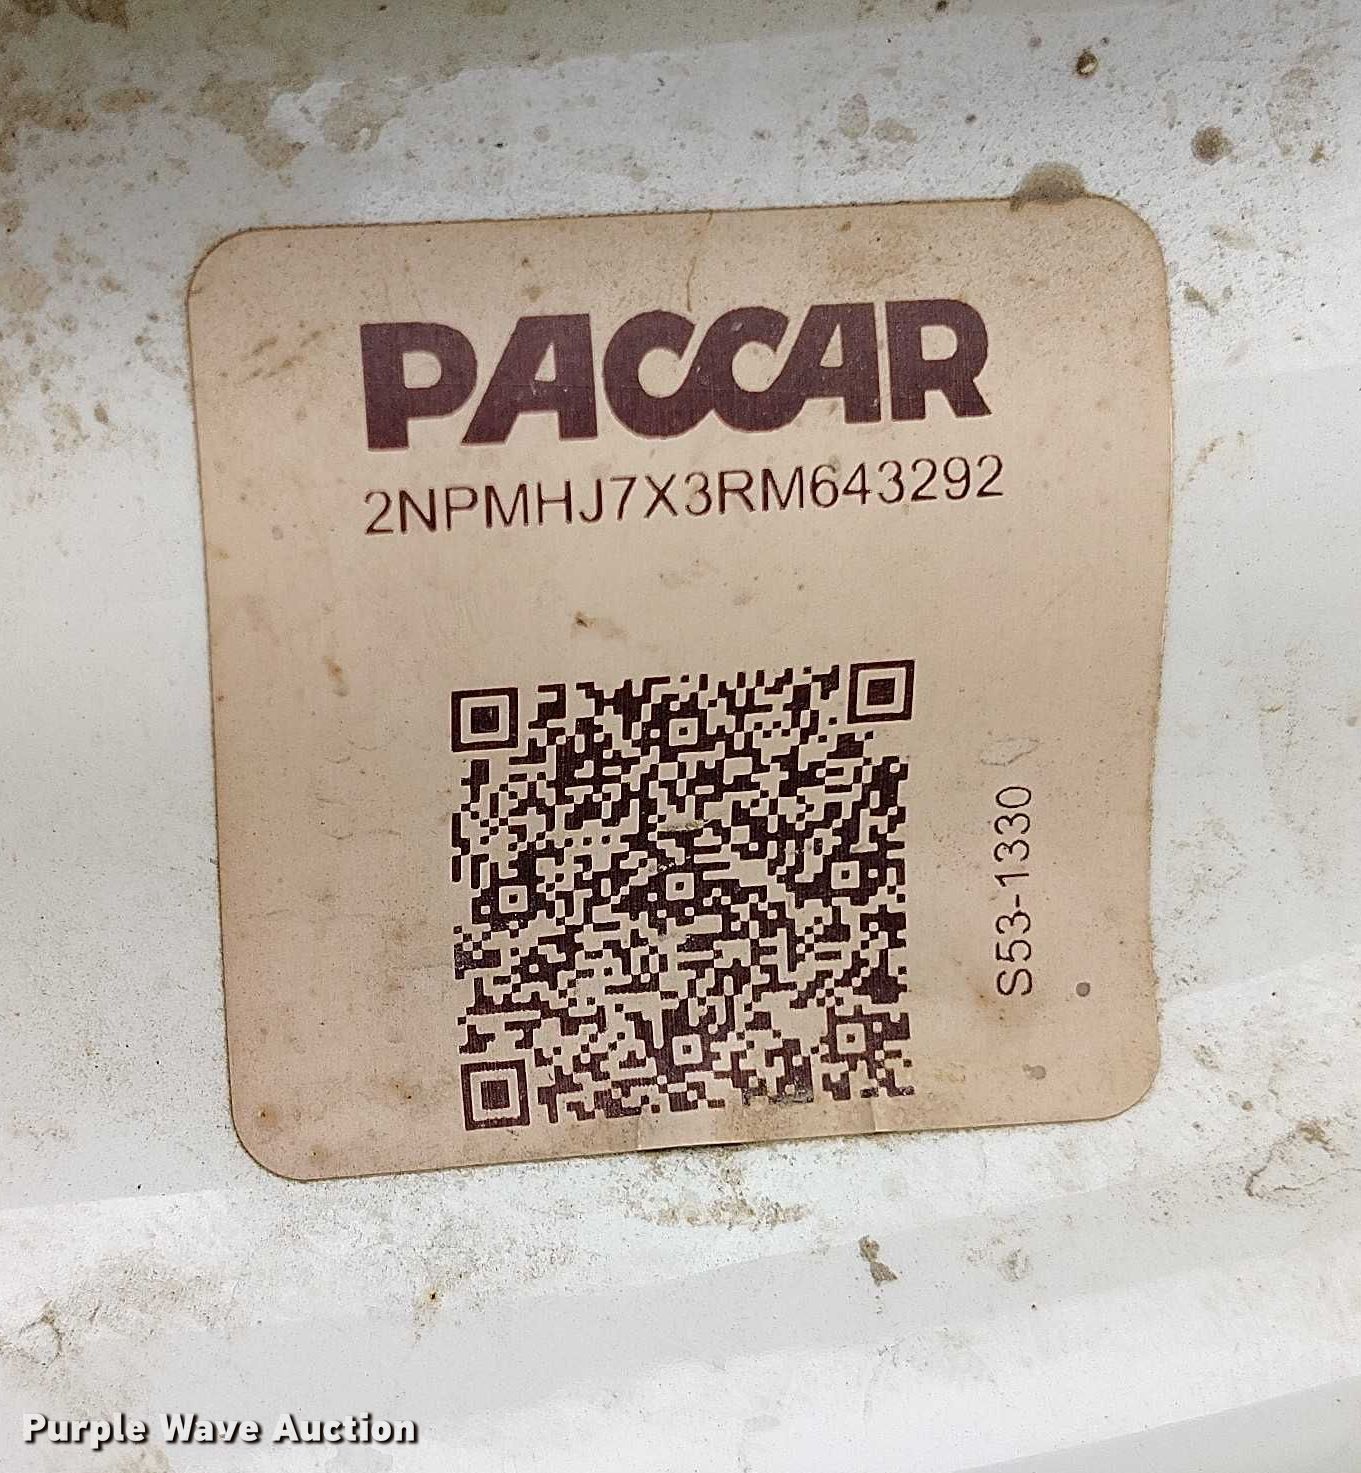 PACCAR
2NPMHJ7X3RM643292
S53-1330
Purple Wave Auction